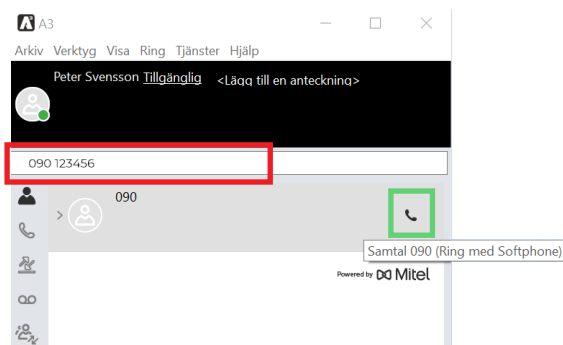 A3
Arkiv Verktyg Visa Ring Tjänster Hjälp
Peter Svensson Tillgänglig <Lägg till en anteckning>
090 123456
090
Samtal 090 (Ring med Softphone)
Powered by Mitel